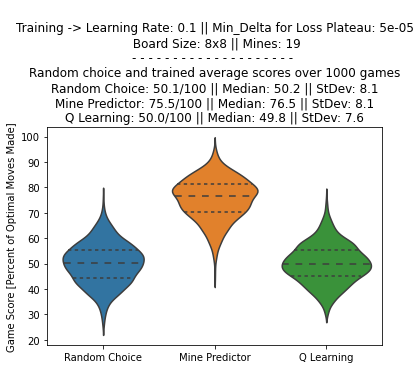 Training -> Learning Rate: 0.1 || Min_Delta for Loss Plateau: 5e-05
Board Size: 8x8 || Mines: 19
- - - - - - - - - - - - - - - - - - -
Random choice and trained average scores over 1000 games
Random Choice: 50.1/100 || Median: 50.2 || StDev: 8.1
Mine Predictor: 75.5/100 || Median: 76.5 || StDev: 8.1
Q Learning: 50.0/100 || Median: 49.8 || StDev: 7.6
Game Score [Percent of Optimal Moves Made]
100
90
80
70
60
50
40
30
20
Random Choice
Mine Predictor
Q Learning